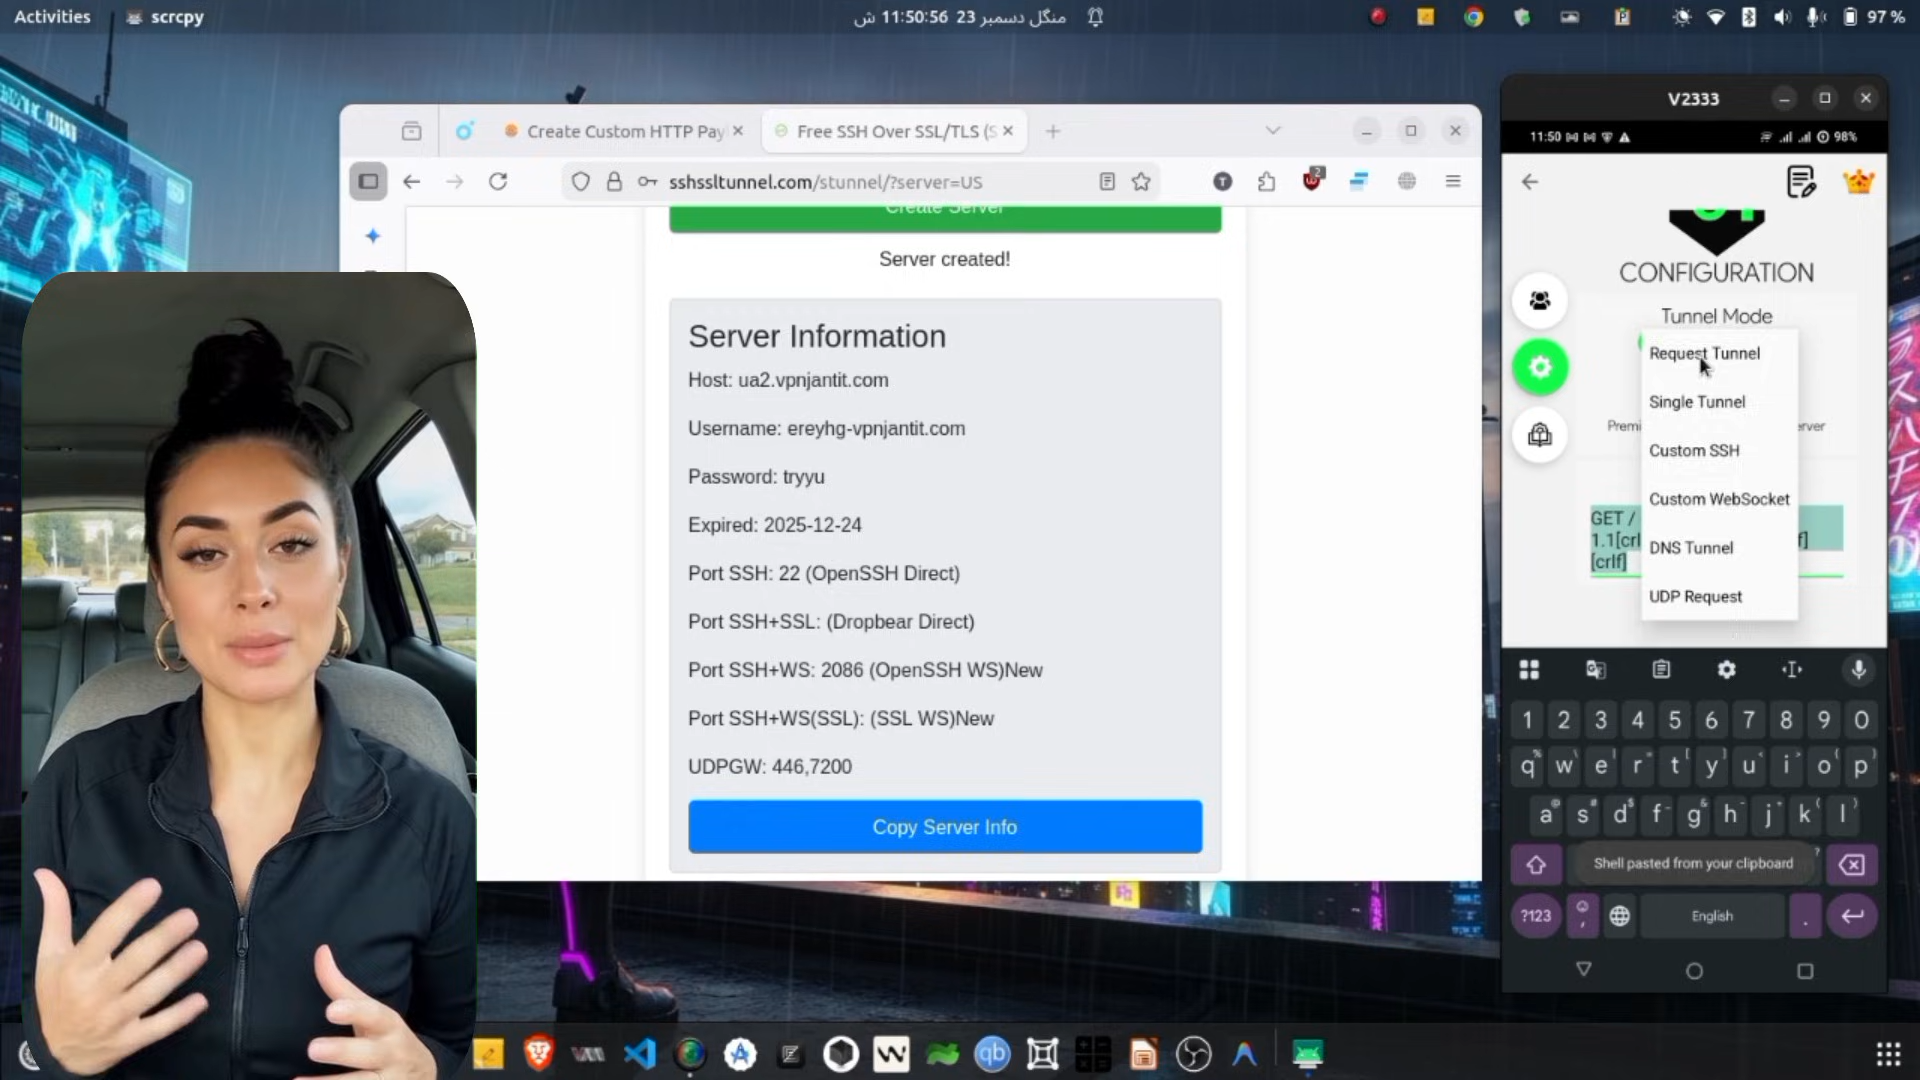 Activities
scrcpy
منگل دسمبر 23 11:50:56 ش
97 %
Create Custom HTTP Pay
Free SSH Over SSL/TLS (S
sshssltunnel.com/stunnel/?server=US
2
Create Server
Server created!
Server Information
Host: ua2.vpnjantit.com
Username: ereyhg-vpnjantit.com
Password: tryyu
Expired: 2025-12-24
Port SSH: 22 (OpenSSH Direct)
Port SSH+SSL: (Dropbear Direct)
Port SSH+WS: 2086 (OpenSSH WS)New
Port SSH+WS(SSL): (SSL WS)New
UDPGW: 446,7200
Copy Server Info
V2333
11:50
98%
CONFIGURATION
Tunnel Mode
Request Tunnel
Single Tunnel
Custom SSH
Custom WebSocket
DNS Tunnel
UDP Request
Premi
erver
GET /
1.1[crl
f]
[crlf]
1 2 3 4 5 6 7 8 9 0
q w e r t y u i o p
a s d f g h j k l
Shell pasted from your clipboard
?123
English
.